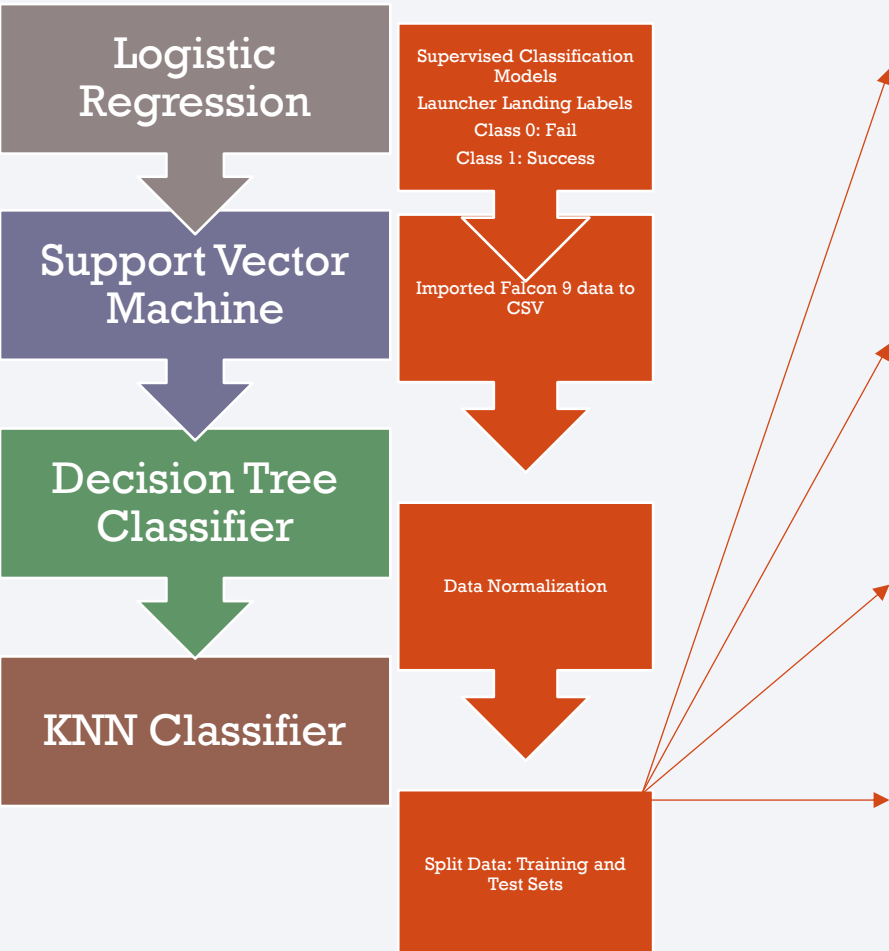 Logistic
Regression
Support Vector
Machine
Decision Tree
Classifier
KNN Classifier
Supervised Classification
Models
Launcher Landing Labels
Class 0: Fail
Class 1: Success
Imported Falcon 9 data to
CSV
Data Normalization
Split Data: Training and
Test Sets